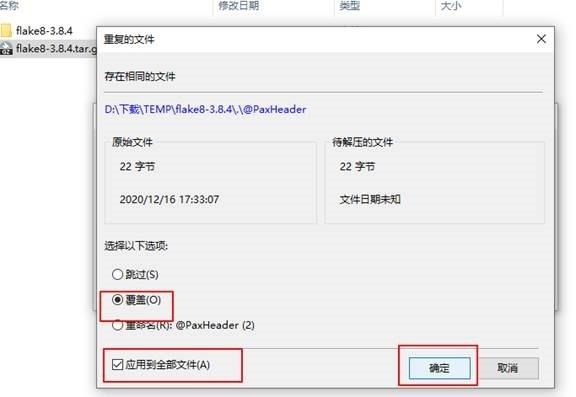 名称 修改日期 类型 大小
flake8-3.8.4
flake8-3.8.4.tar.g
重复的文件
存在相同的文件
D:\下载\TEMP\flake8-3.8.4\.\@PaxHeader
原始文件 待解压的文件
22 字节 22 字节
2020/12/16 17:33:07 文件日期未知
选择以下选项:
跳过(S)
覆盖(O)
重命名(R): @PaxHeader (2)
应用到全部文件(A)
确定 取消